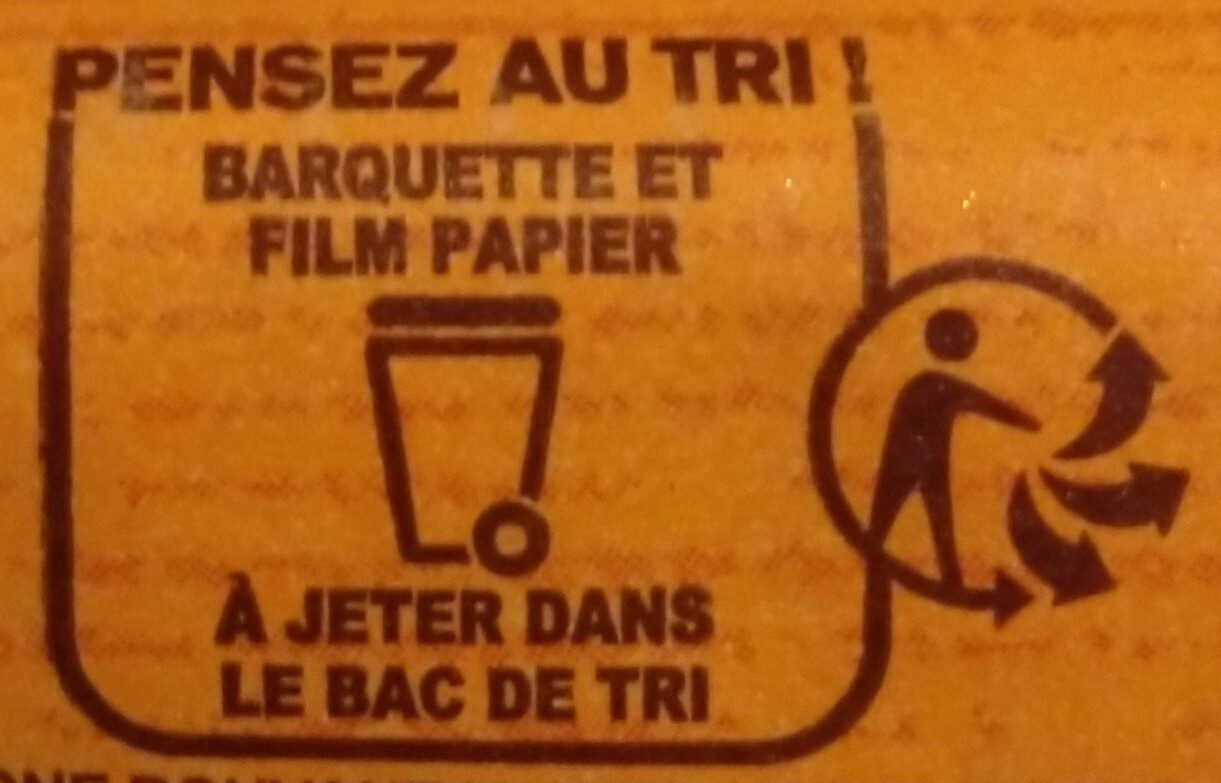 PENSEZ AU TRI !
BARQUETTE ET
FILM PAPIER
À JETER DANS
LE BAC DE TRI